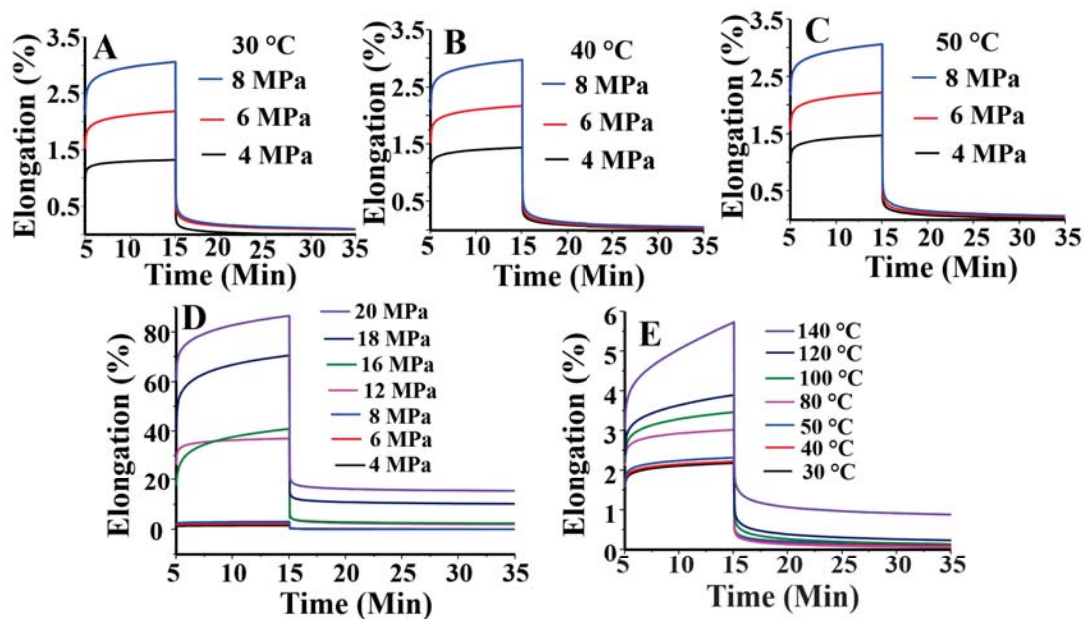 A
30 °C
8 MPa
6 MPa
4 MPa
Elongation (%)
3.5
2.5
1.5
0.5
5 10 15 20 25 30 35
Time (Min)
B
40 °C
8 MPa
6 MPa
4 MPa
Elongation (%)
3.5
2.5
1.5
0.5
5 10 15 20 25 30 35
Time (Min)
C
50 °C
8 MPa
6 MPa
4 MPa
Elongation (%)
3.5
2.5
1.5
0.5
5 10 15 20 25 30 35
Time (Min)
D
20 MPa
18 MPa
16 MPa
12 MPa
8 MPa
6 MPa
4 MPa
Elongation (%)
80
60
40
20
0
5 10 15 20 25 30 35
Time (Min)
E
140 °C
120 °C
100 °C
80 °C
50 °C
40 °C
30 °C
Elongation (%)
6
5
4
3
2
1
0
5 10 15 20 25 30 35
Time (Min)